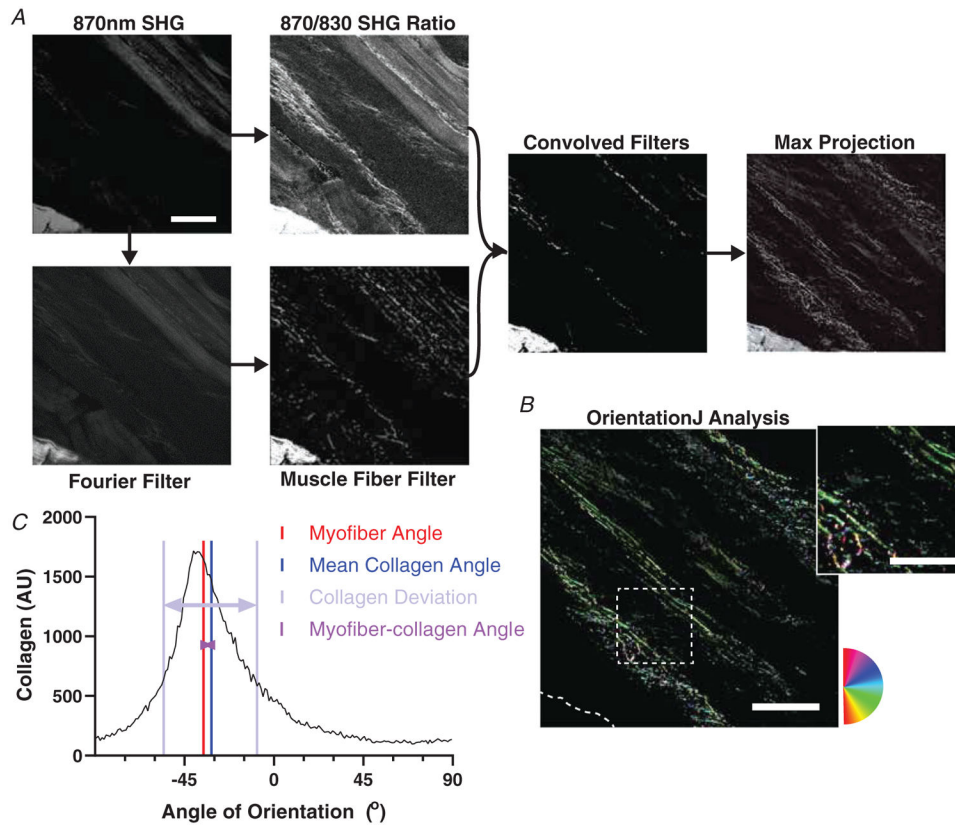 A
870nm SHG
870/830 SHG Ratio
Convolved Filters
Max Projection
Fourier Filter
Muscle Fiber Filter
B
OrientationJ Analysis
C
2000
1500
1000
500
0
Collagen (AU)
-45
0
45
90
Angle of Orientation (º)
Myofiber Angle
Mean Collagen Angle
Collagen Deviation
Myofiber-collagen Angle